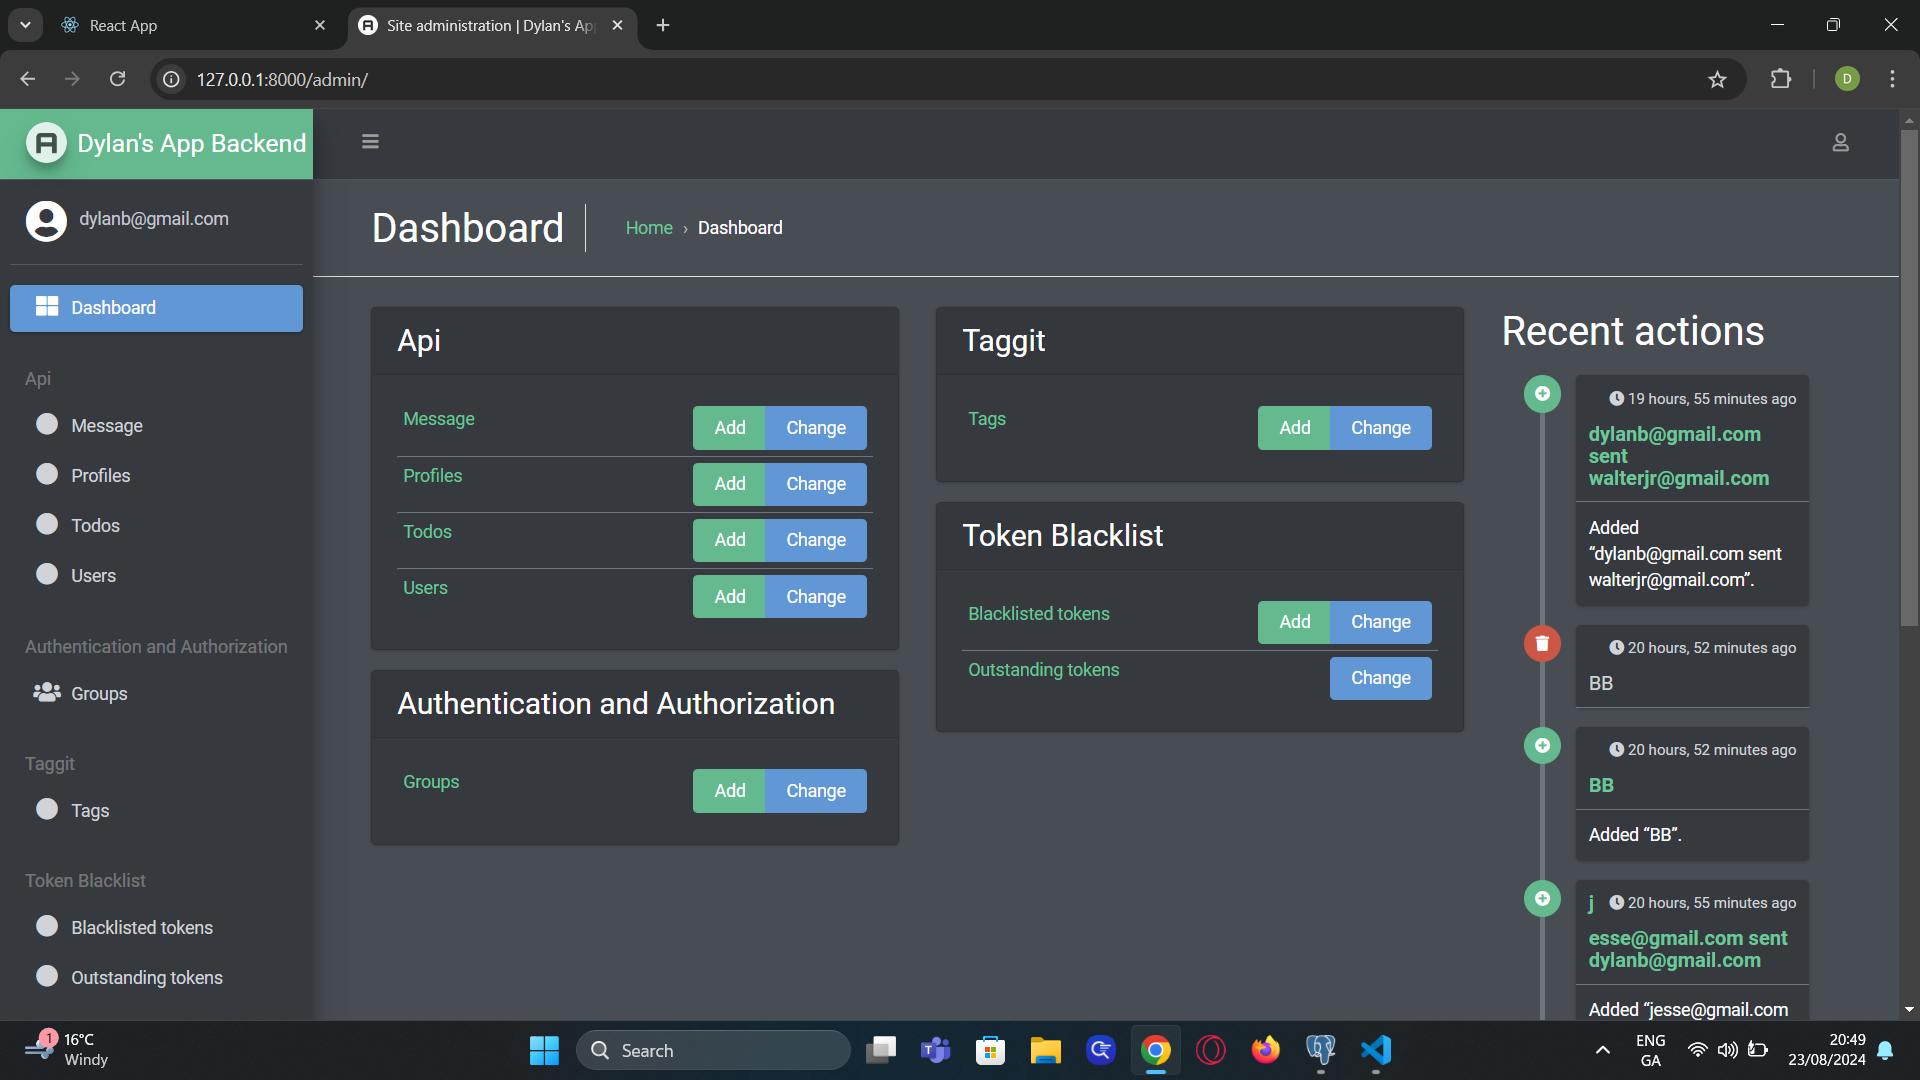 React App
Site administration | Dylan's Ap
127.0.0.1:8000/admin/
D
Dylan's App Backend
dylanb@gmail.com
Dashboard
Api
Message
Profiles
Todos
Users
Authentication and Authorization
Groups
Taggit
Tags
Token Blacklist
Blacklisted tokens
Outstanding tokens
Dashboard
Home › Dashboard
Api
Message Add Change
Profiles Add Change
Todos Add Change
Users Add Change
Authentication and Authorization
Groups Add Change
Taggit
Tags Add Change
Token Blacklist
Blacklisted tokens Add Change
Outstanding tokens Change
Recent actions
19 hours, 55 minutes ago
dylanb@gmail.com
sent
walterjr@gmail.com
Added
“dylanb@gmail.com sent
walterjr@gmail.com”.
20 hours, 52 minutes ago
BB
20 hours, 52 minutes ago
BB
Added “BB”.
j 20 hours, 55 minutes ago
esse@gmail.com sent
dylanb@gmail.com
Added “jesse@gmail.com
1
16°C
Windy
Search
ENG
GA
20:49
23/08/2024